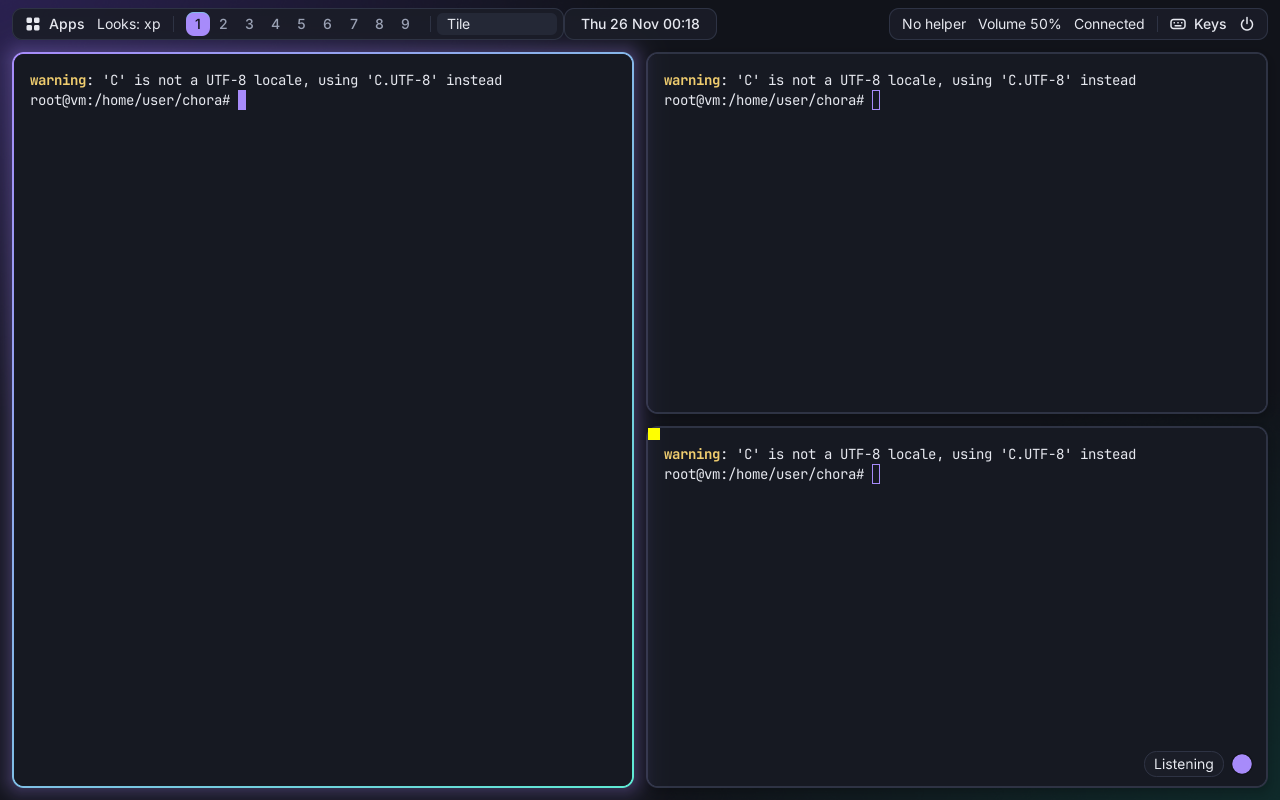 Apps Looks: xp 1 2 3 4 5 6 7 8 9 Tile Thu 26 Nov 00:18 No helper Volume 50% Connected Keys
warning: 'C' is not a UTF-8 locale, using 'C.UTF-8' instead
root@vm:/home/user/chora#
warning: 'C' is not a UTF-8 locale, using 'C.UTF-8' instead
root@vm:/home/user/chora#
warning: 'C' is not a UTF-8 locale, using 'C.UTF-8' instead
root@vm:/home/user/chora#
Listening